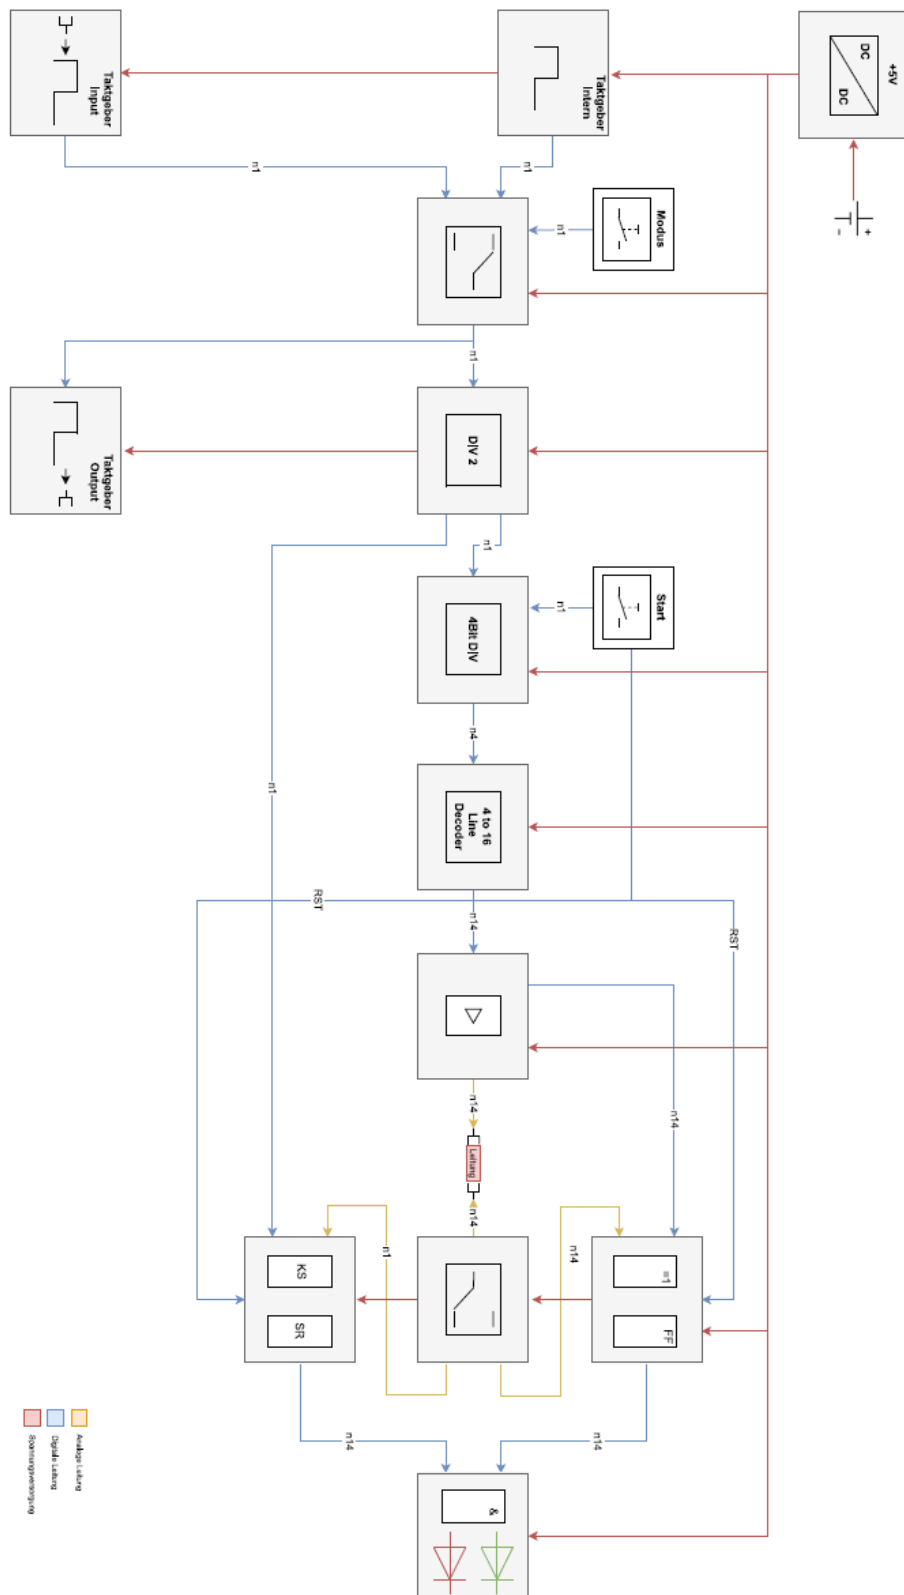 +5V
DC
DC
+
-
Taktgeber
Intern
Taktgeber
Input
n1
n1
Modus
n1
n1
Taktgeber
Output
DIV 2
n1
n1
Start
n1
4Bit DIV
n4
4 to 16
Line
Decoder
RST
RST
n14
n14
n14
Leitung
n14
n14
n1
=1
FF
KS
SR
n14
n14
&
Analoge Leitung
Digitale Leitung
Spannungsversorgung